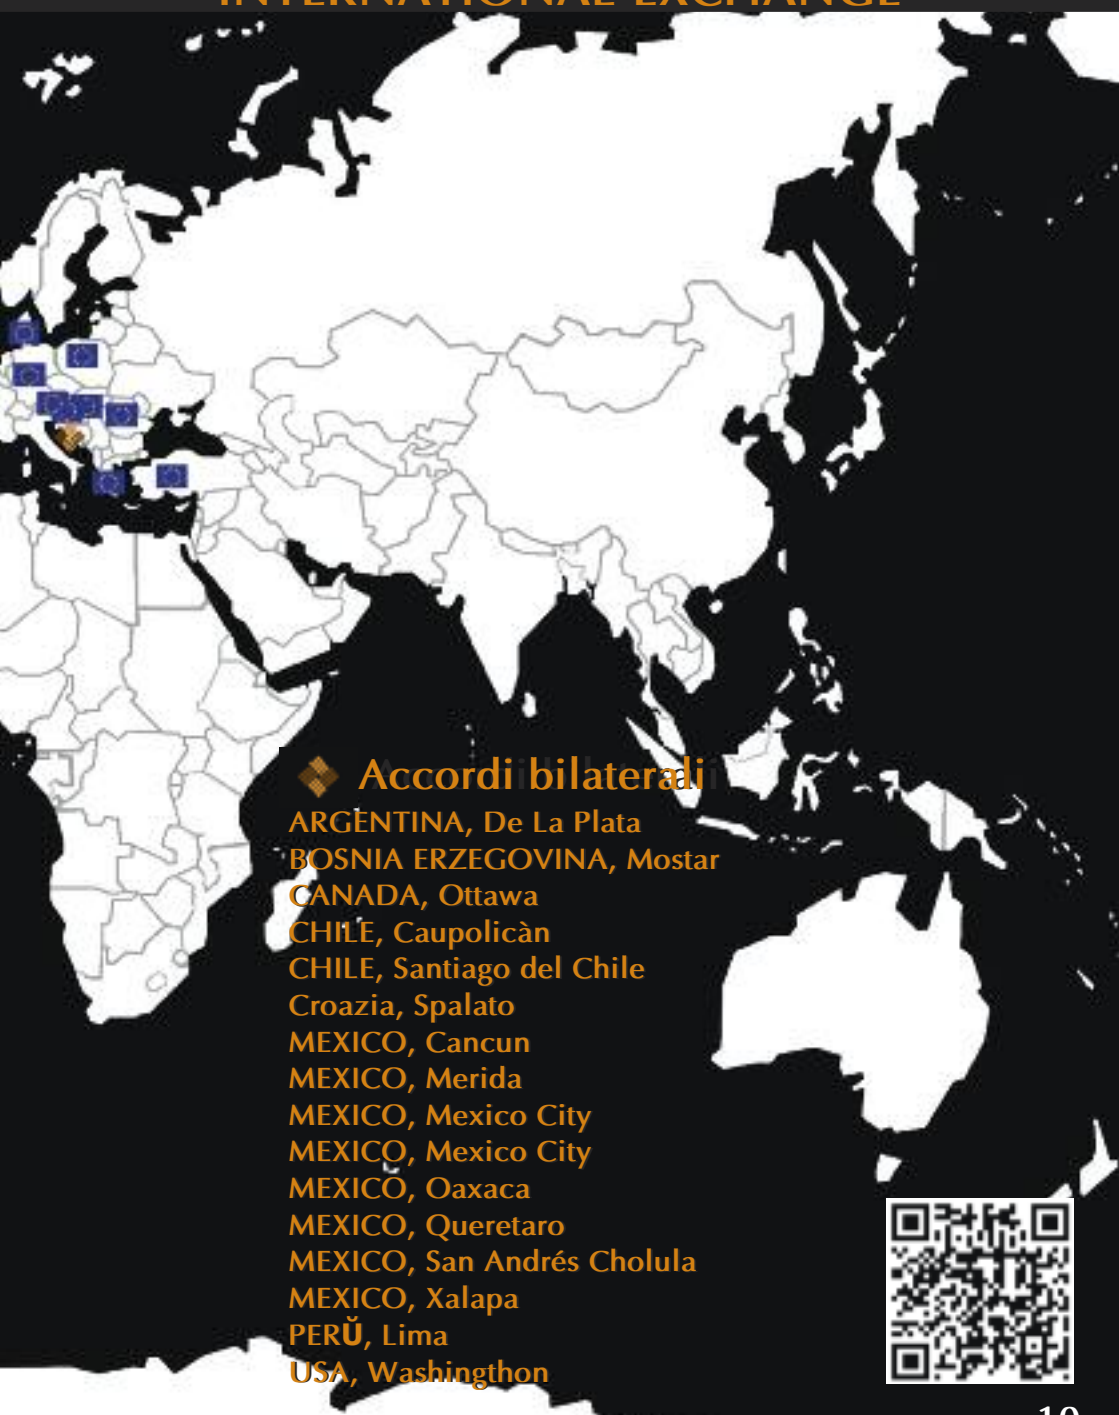 INTERNATIONAL EXCHANGE
Accordi bilaterali
ARGENTINA, De La Plata
BOSNIA ERZEGOVINA, Mostar
CANADA, Ottawa
CHILE, Caupolicàn
CHILE, Santiago del Chile
Croazia, Spalato
MEXICO, Cancun
MEXICO, Merida
MEXICO, Mexico City
MEXICO, Mexico City
MEXICO, Oaxaca
MEXICO, Queretaro
MEXICO, San Andrés Cholula
MEXICO, Xalapa
PERŬ, Lima
USA, Washingthon